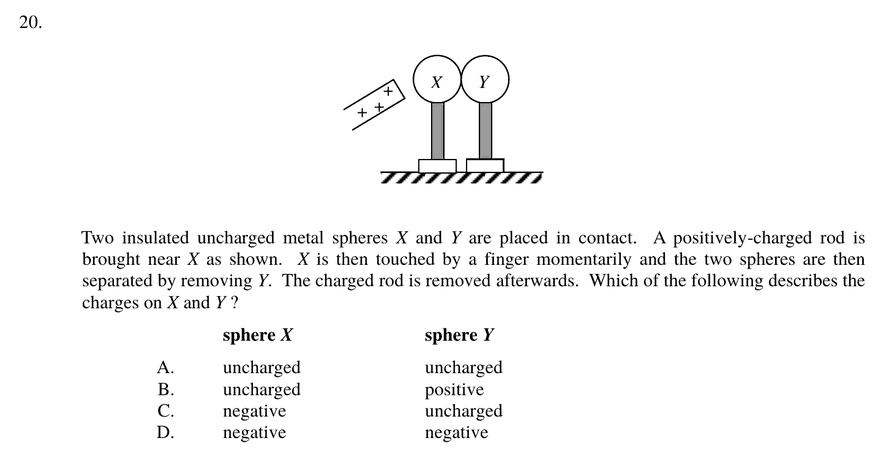 20.
X Y
+ + +
Two insulated uncharged metal spheres X and Y are placed in contact. A positively-charged rod is
brought near X as shown. X is then touched by a finger momentarily and the two spheres are then
separated by removing Y. The charged rod is removed afterwards. Which of the following describes the
charges on X and Y ?
sphere X sphere Y
A. uncharged uncharged
B. uncharged positive
C. negative uncharged
D. negative negative